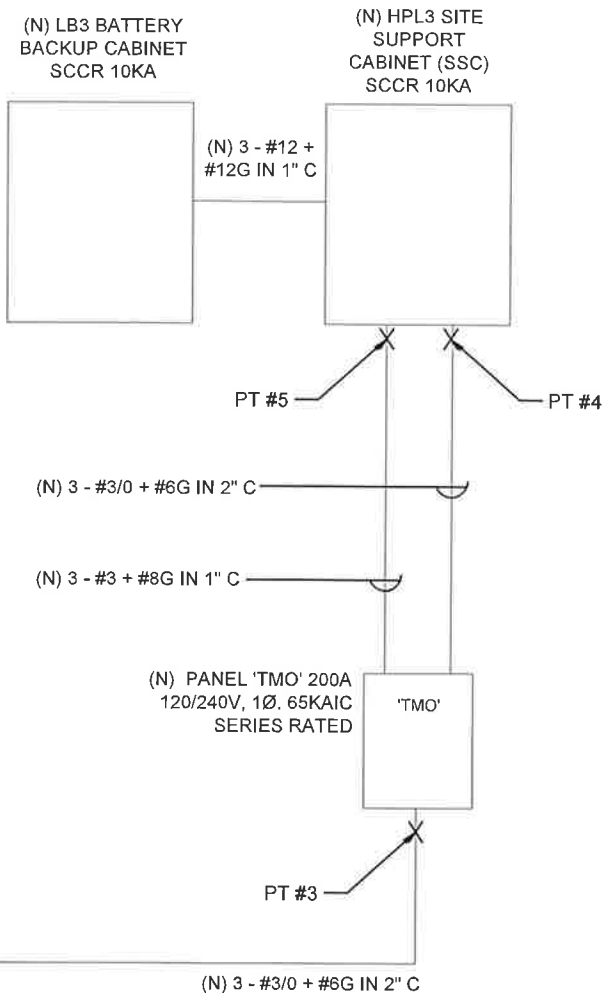 (N) LB3 BATTERY
BACKUP CABINET
SCCR 10KA
(N) HPL3 SITE
SUPPORT
CABINET (SSC)
SCCR 10KA
(N) 3 - #12 +
#12G IN 1" C
PT #5
PT #4
(N) 3 - #3/0 + #6G IN 2" C
(N) 3 - #3 + #8G IN 1" C
(N) PANEL 'TMO' 200A
120/240V, 1Ø. 65KAIC
SERIES RATED
'TMO'
PT #3
(N) 3 - #3/0 + #6G IN 2" C